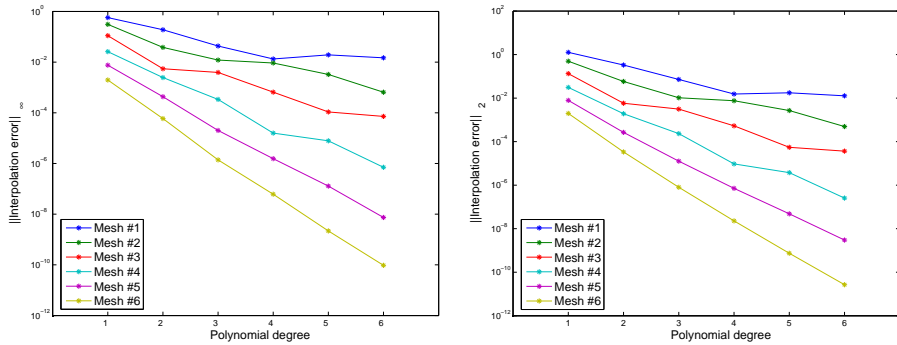 10^0
10^-2
10^-4
10^-6
10^-8
10^-10
10^-12
||Interpolation error||_∞
Mesh #1
Mesh #2
Mesh #3
Mesh #4
Mesh #5
Mesh #6
1 2 3 4 5 6
Polynomial degree
10^2
10^0
10^-2
10^-4
10^-6
10^-8
10^-10
10^-12
||Interpolation error||_2
Mesh #1
Mesh #2
Mesh #3
Mesh #4
Mesh #5
Mesh #6
1 2 3 4 5 6
Polynomial degree